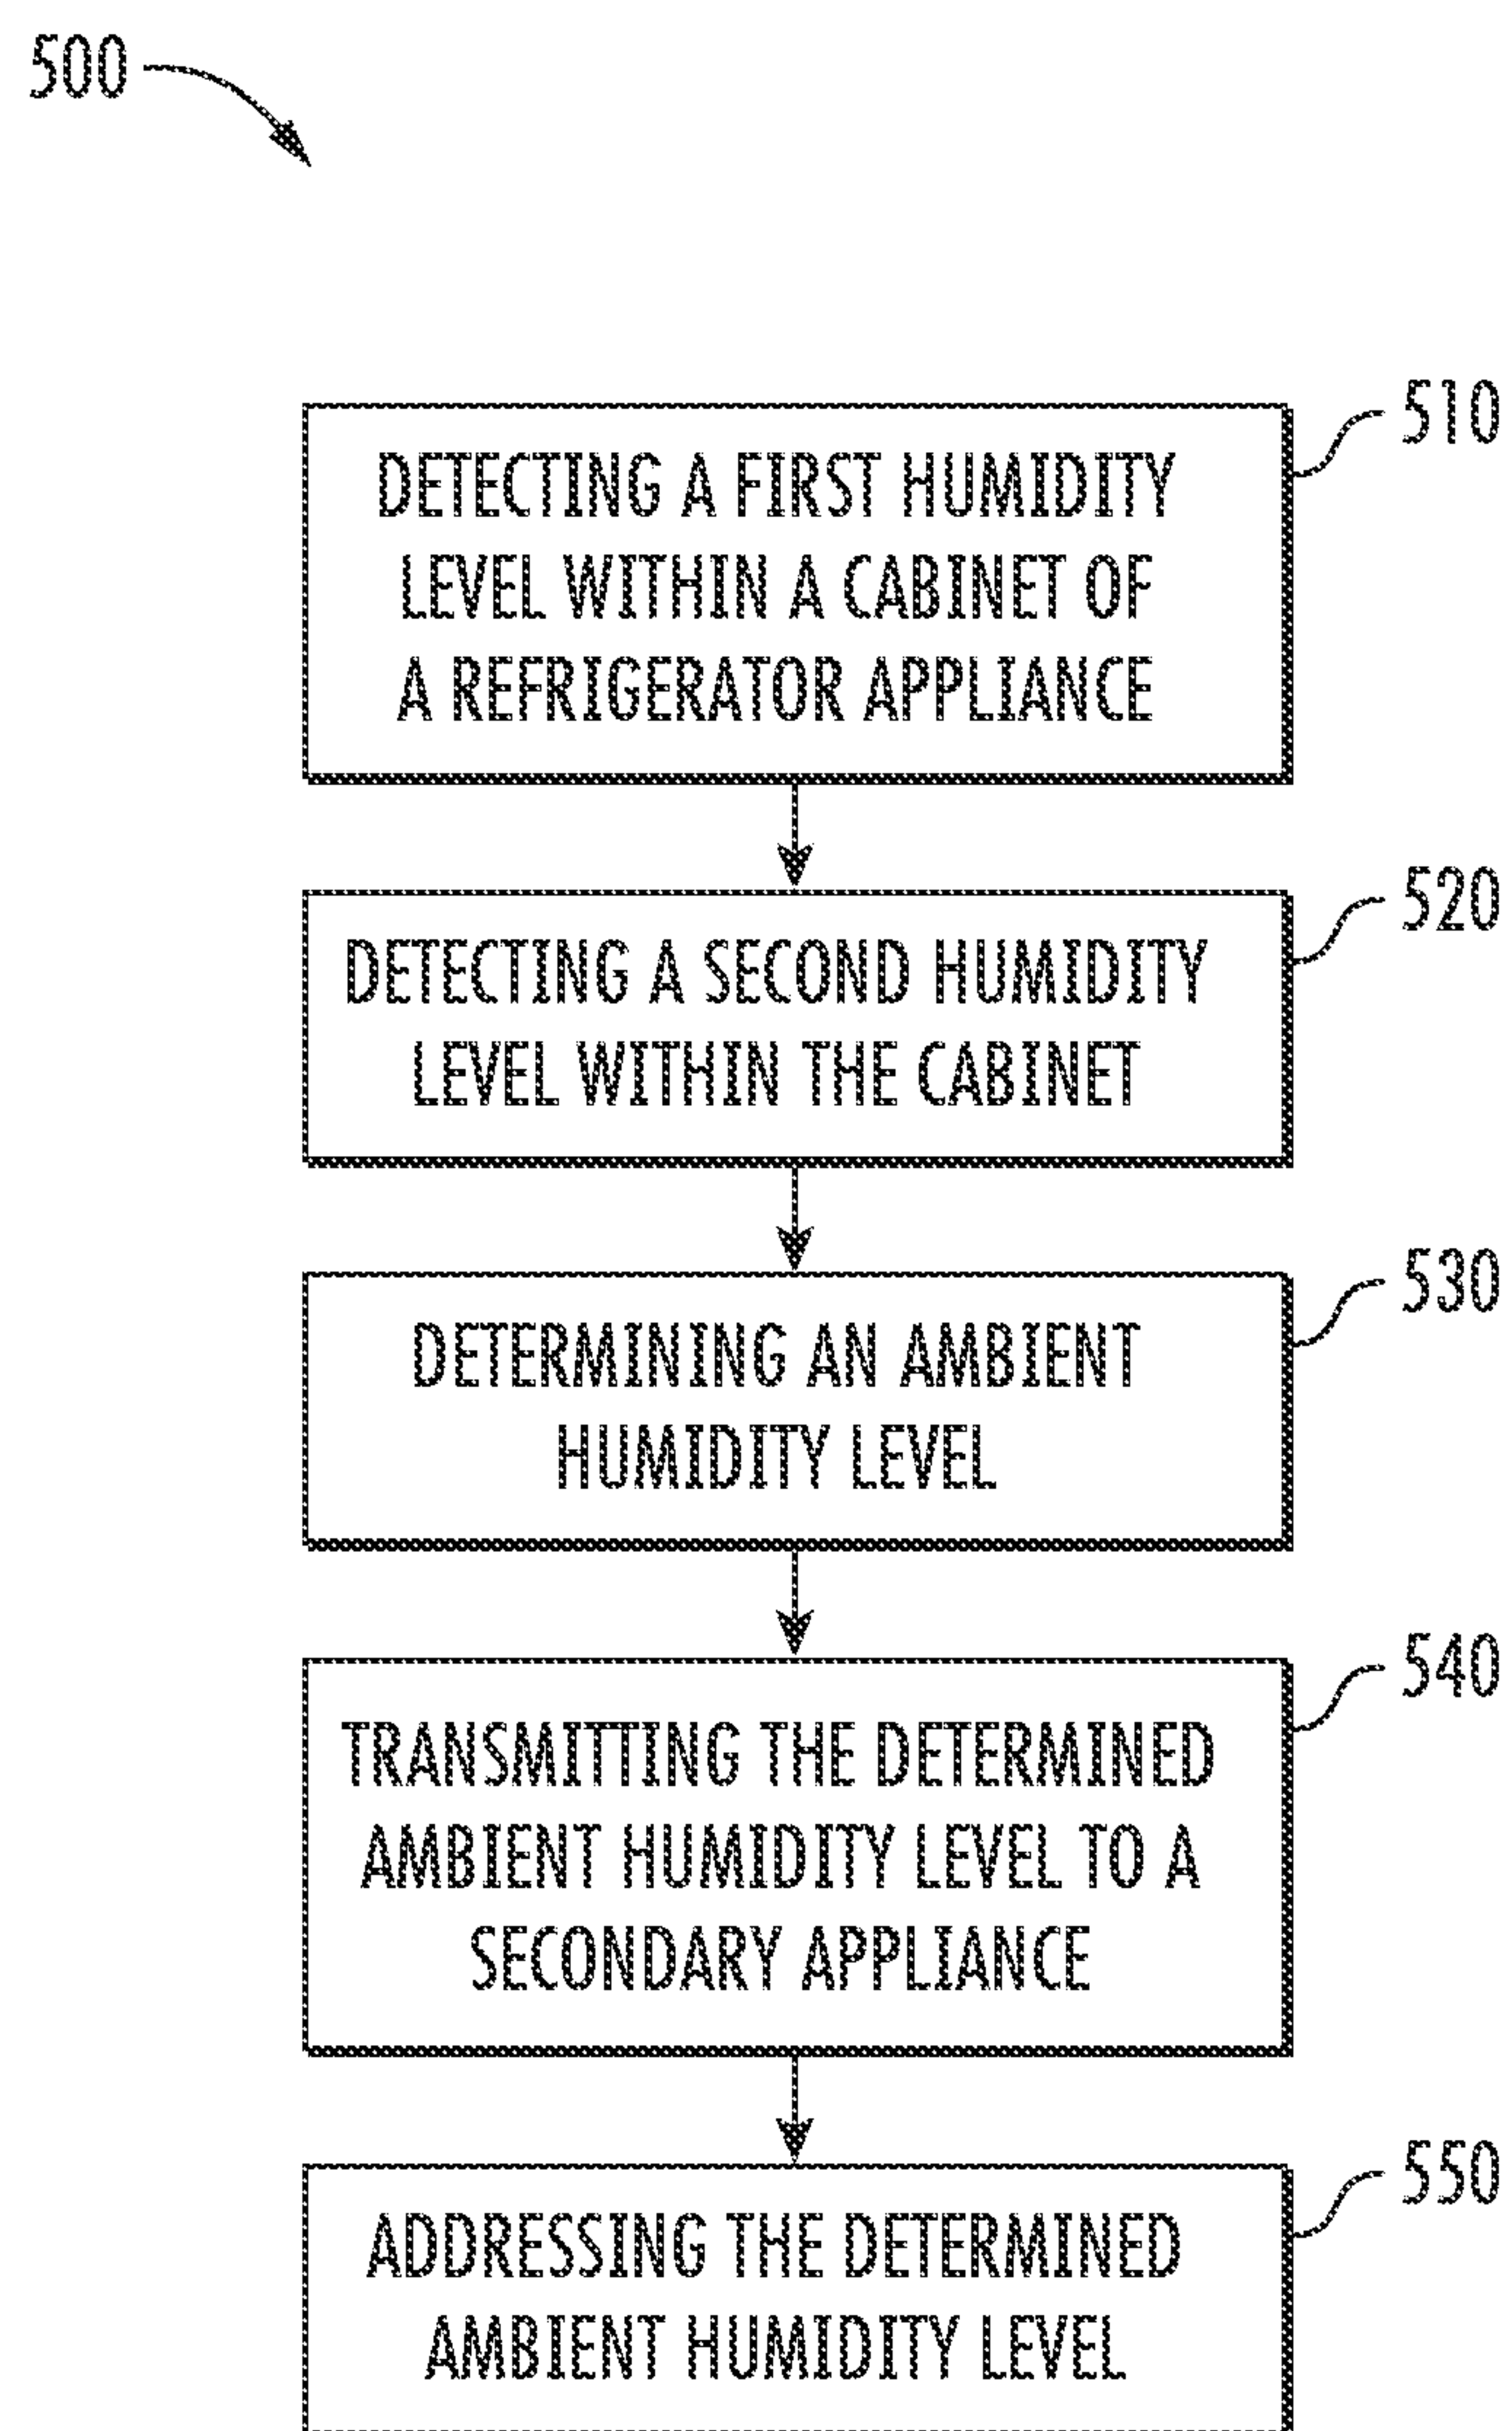 500
510
DETECTING A FIRST HUMIDITY
LEVEL WITHIN A CABINET OF
A REFRIGERATOR APPLIANCE
520
DETECTING A SECOND HUMIDITY
LEVEL WITHIN THE CABINET
530
DETERMINING AN AMBIENT
HUMIDITY LEVEL
540
TRANSMITTING THE DETERMINED
AMBIENT HUMIDITY LEVEL TO A
SECONDARY APPLIANCE
550
ADDRESSING THE DETERMINED
AMBIENT HUMIDITY LEVEL